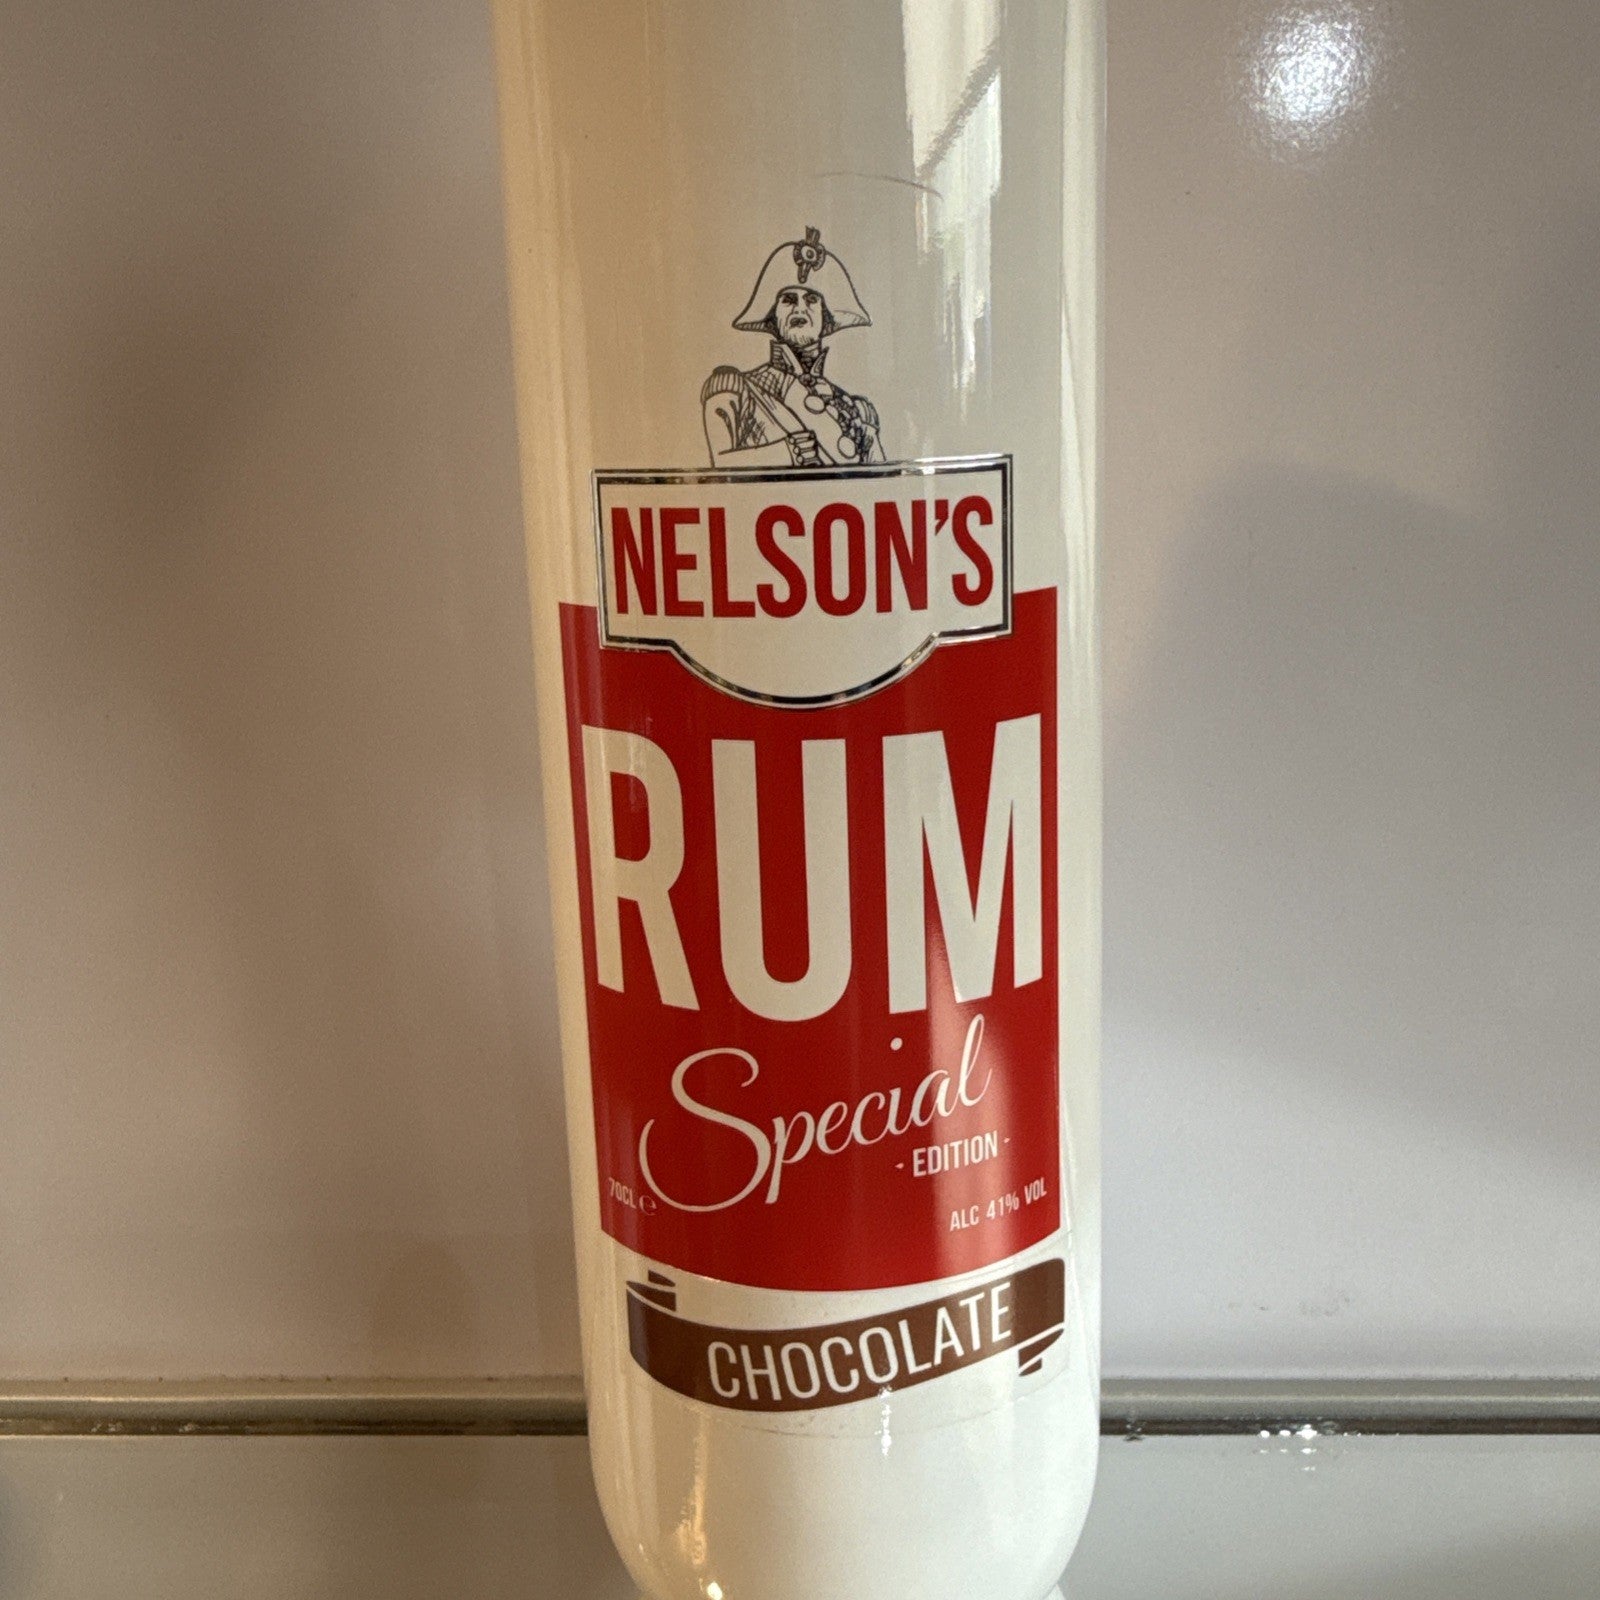 NELSON'S
RUM
Special
- EDITION -
70CL ℮
ALC 41% VOL
CHOCOLATE